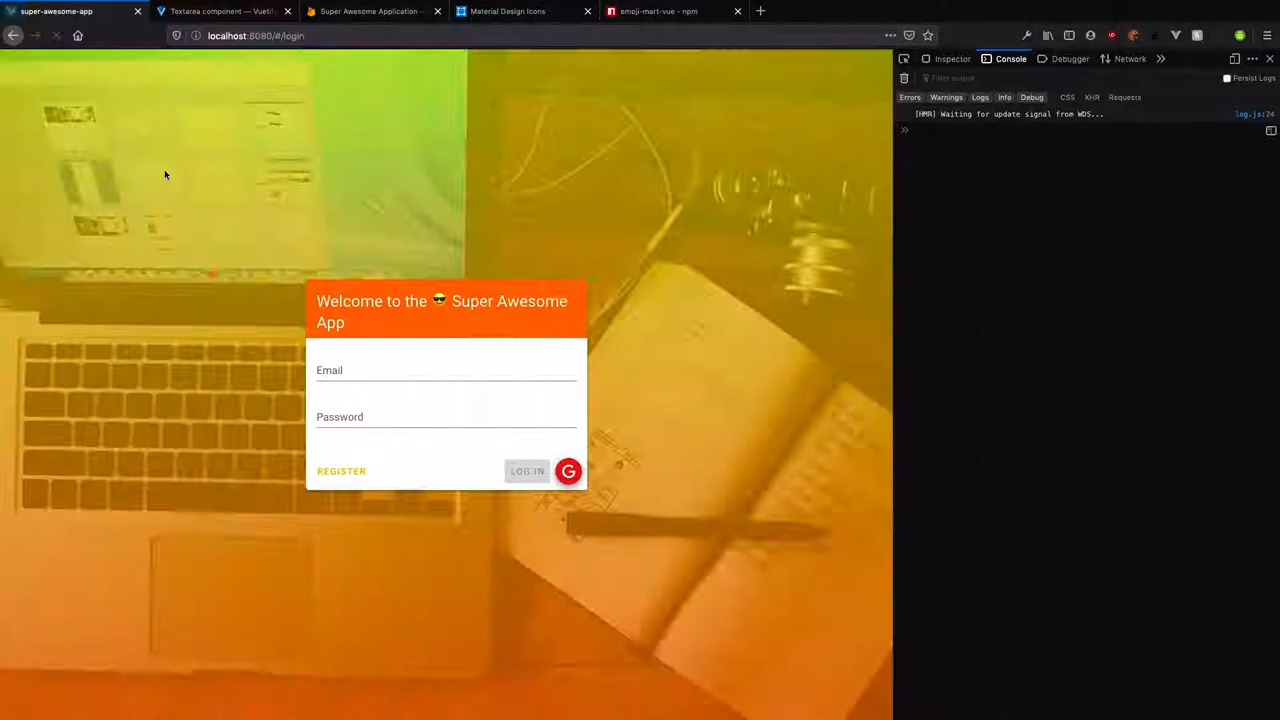 super-awesome-app
Textarea component — Vuetif
Super Awesome Application
Material Design Icons
emoji-mart-vue - npm
localhost:8080/#/login
Inspector
Console
Debugger
Network
Filter output
Persist Logs
Errors
Warnings
Logs
Info
Debug
CSS
XHR
Requests
[HMR] Waiting for update signal from WDS...
log.js:24
Welcome to the 😎 Super Awesome
App
Email
Password
REGISTER
LOG IN
G